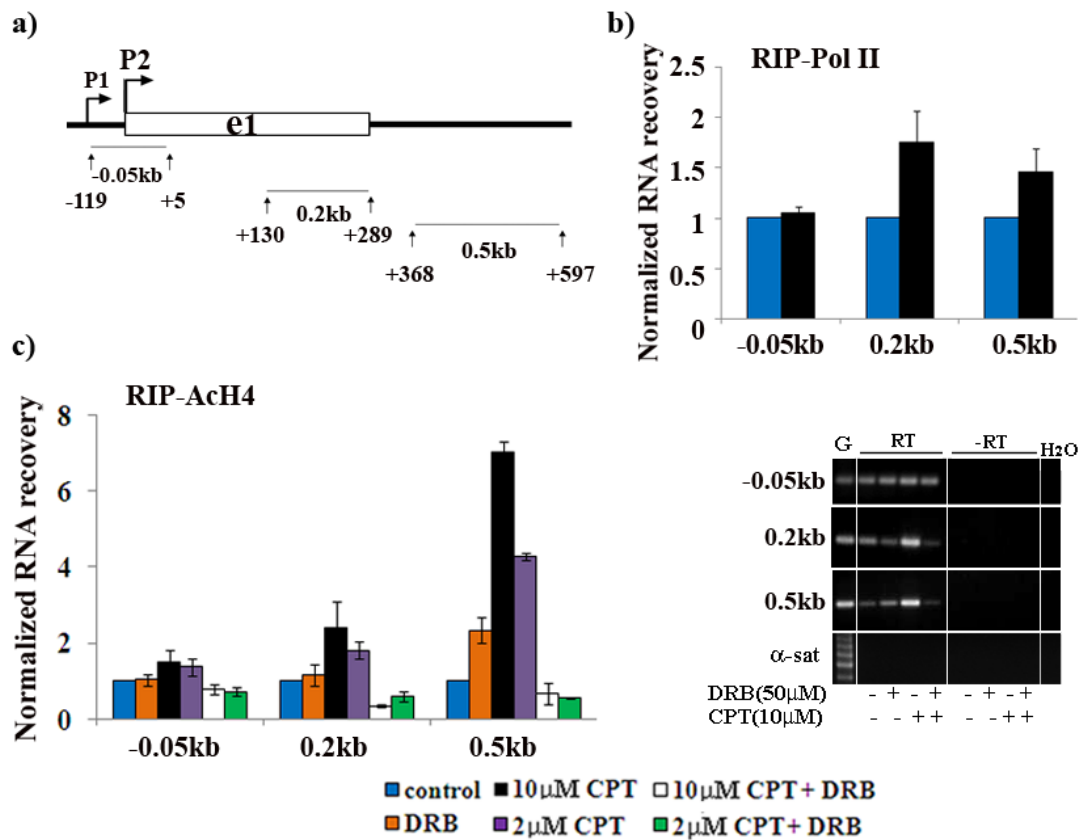 a)
P1
P2
e1
-0.05kb
-119
+5
0.2kb
+130
+289
0.5kb
+368
+597
b)
RIP-Pol II
Normalized RNA recovery
2.5
2
1.5
1
0.5
0
-0.05kb
0.2kb
0.5kb
c)
RIP-AcH4
Normalized RNA recovery
8
6
4
2
0
-0.05kb
0.2kb
0.5kb
G
RT
-RT
H2O
-0.05kb
0.2kb
0.5kb
α-sat
DRB(50µM) - + - + - + - +
CPT(10µM) - - + + - - + +
control
10µM CPT
10µM CPT + DRB
DRB
2µM CPT
2µM CPT + DRB